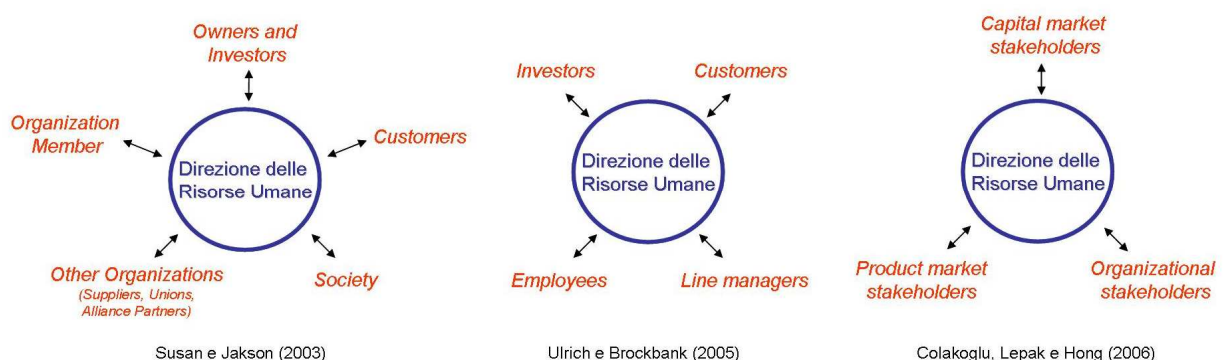 Owners and
Investors
Organization
Member
Customers
Direzione delle
Risorse Umane
Other Organizations
(Suppliers, Unions,
Alliance Partners)
Society
Susan e Jakson (2003)
Investors
Customers
Direzione delle
Risorse Umane
Employees
Line managers
Ulrich e Brockbank (2005)
Capital market
stakeholders
Direzione delle
Risorse Umane
Product market
stakeholders
Organizational
stakeholders
Colakoglu, Lepak e Hong (2006)